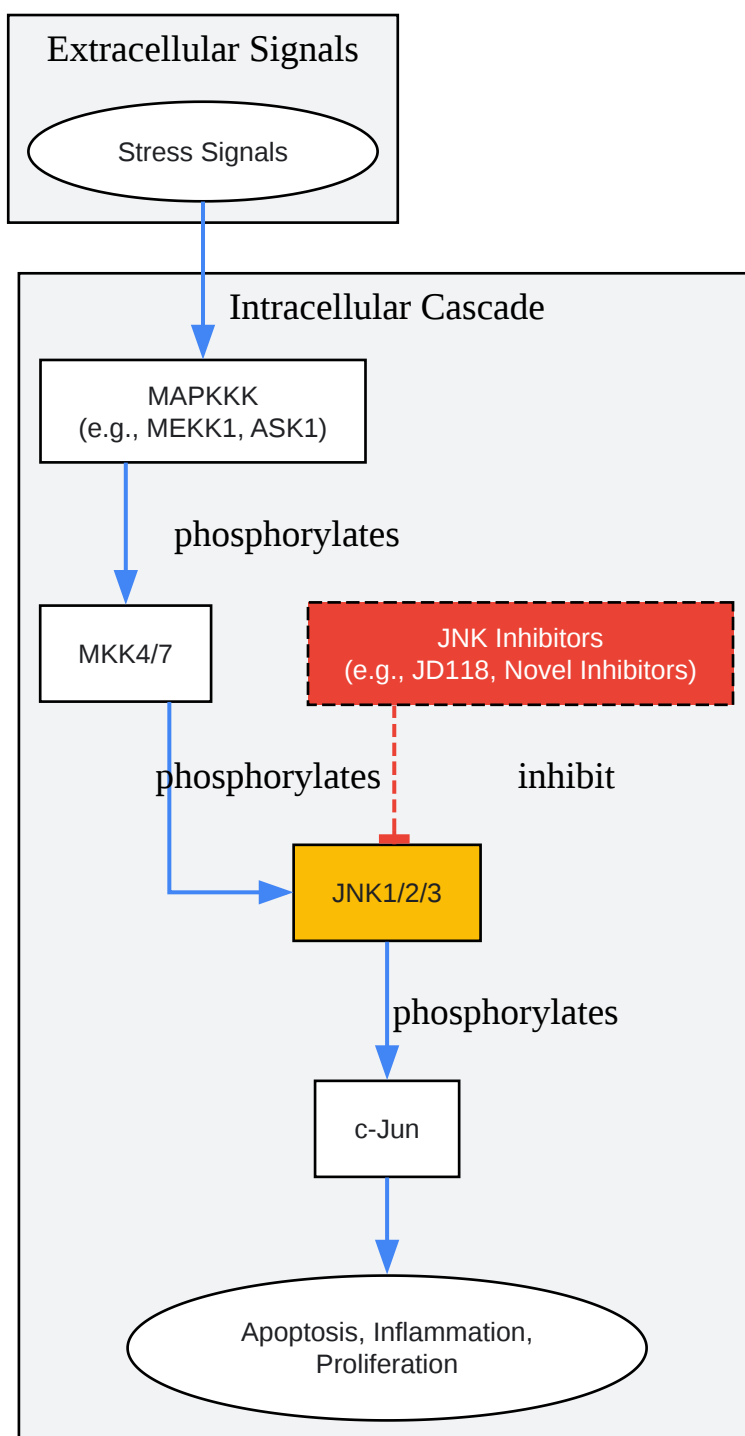 Extracellular Signals
Stress Signals
Intracellular Cascade
MAPKKK
(e.g., MEKK1, ASK1)
phosphorylates
MKK4/7
JNK Inhibitors
(e.g., JD118, Novel Inhibitors)
phosphorylates
inhibit
JNK1/2/3
phosphorylates
c-Jun
Apoptosis, Inflammation,
Proliferation